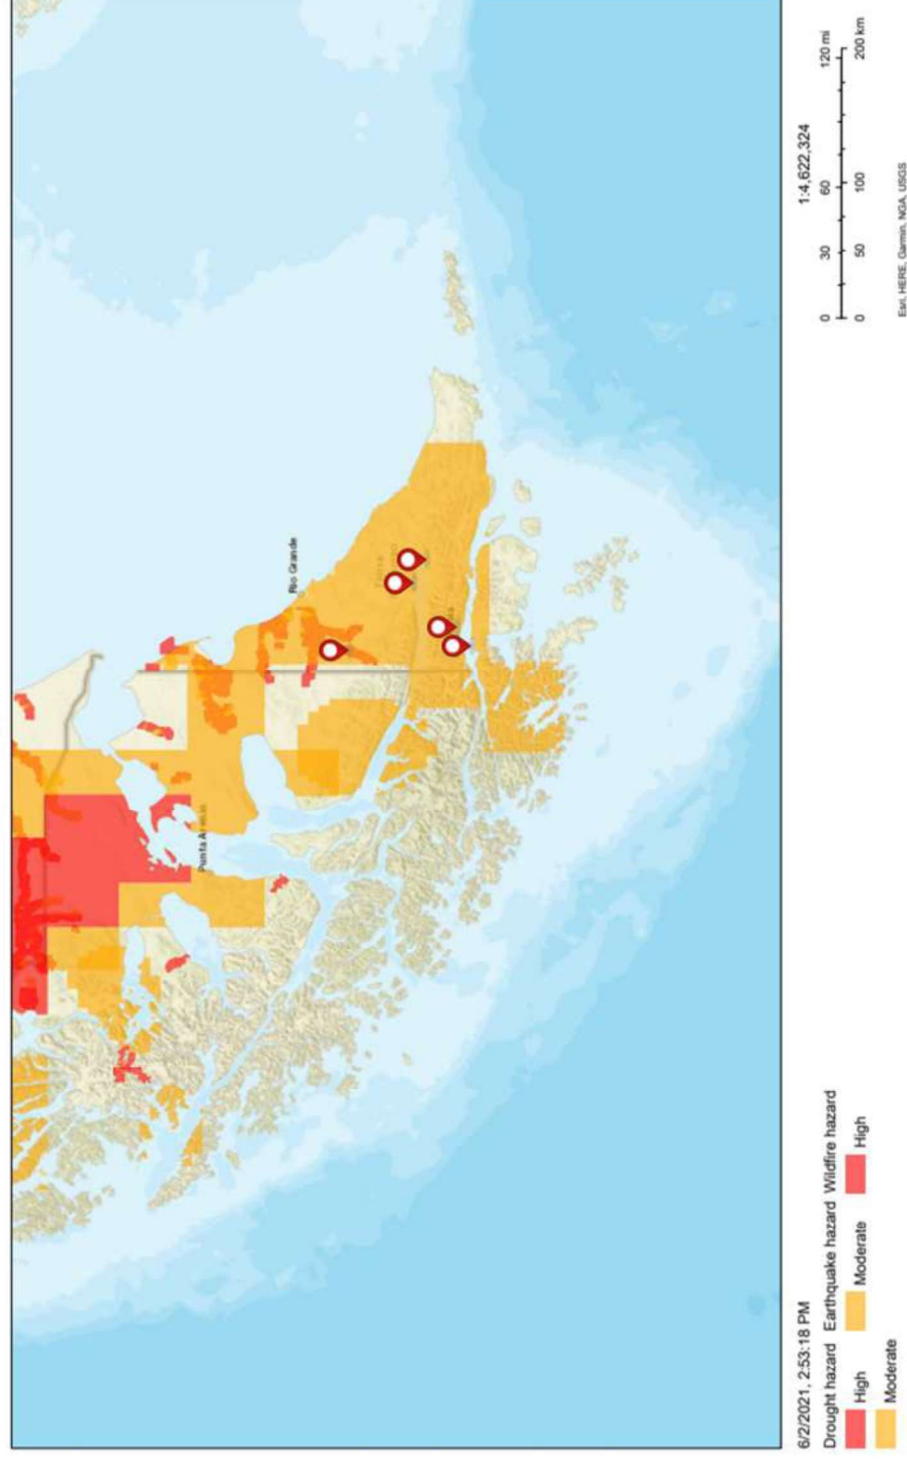 Rio Grande
Punta Arenas
6/2/2021, 2:53:18 PM
Drought hazard
High
Moderate
Earthquake hazard
Moderate
Wildfire hazard
High
1:4,622,324
0 30 60 120 mi
0 50 100 200 km
Esri, HERE, Garmin, NGA, USGS